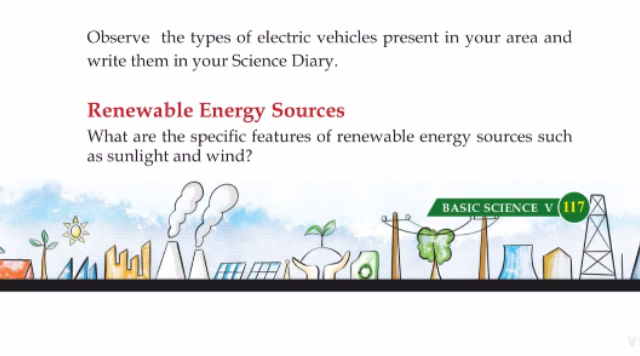 Observe the types of electric vehicles present in your area and
write them in your Science Diary.
Renewable Energy Sources
What are the specific features of renewable energy sources such
as sunlight and wind?
BASIC SCIENCE V 117